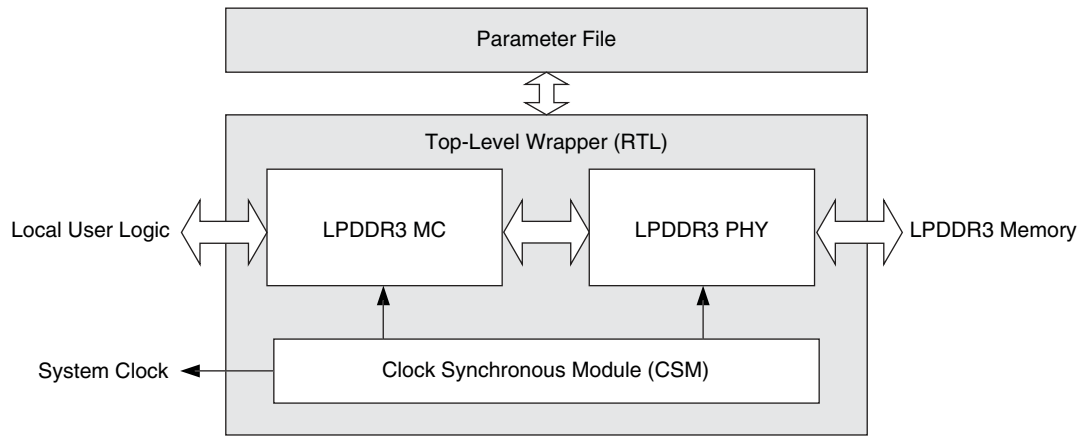 Parameter File
Top-Level Wrapper (RTL)
Local User Logic
LPDDR3 MC
LPDDR3 PHY
LPDDR3 Memory
System Clock
Clock Synchronous Module (CSM)